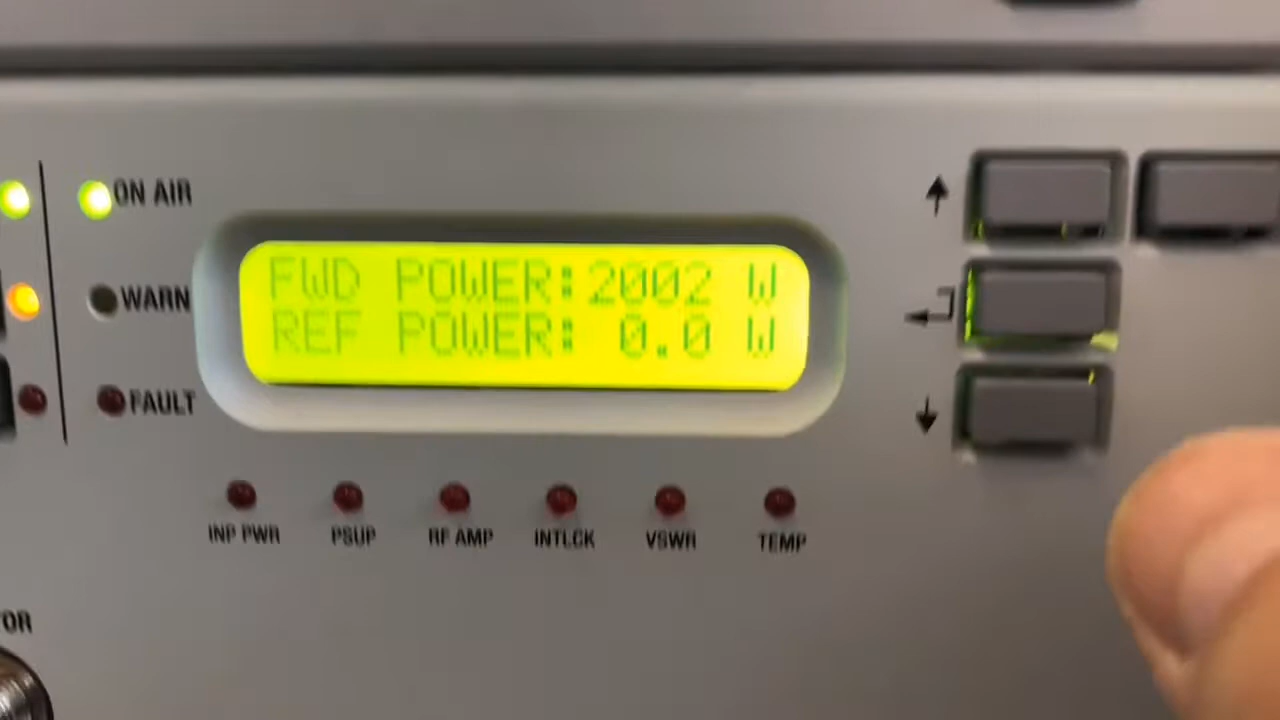 ON AIR
WARN
FAULT
FWD POWER:2002 W
REF POWER: 0.0 W
INP PWR
PSUP
RF AMP
INTLCK
VSWR
TEMP